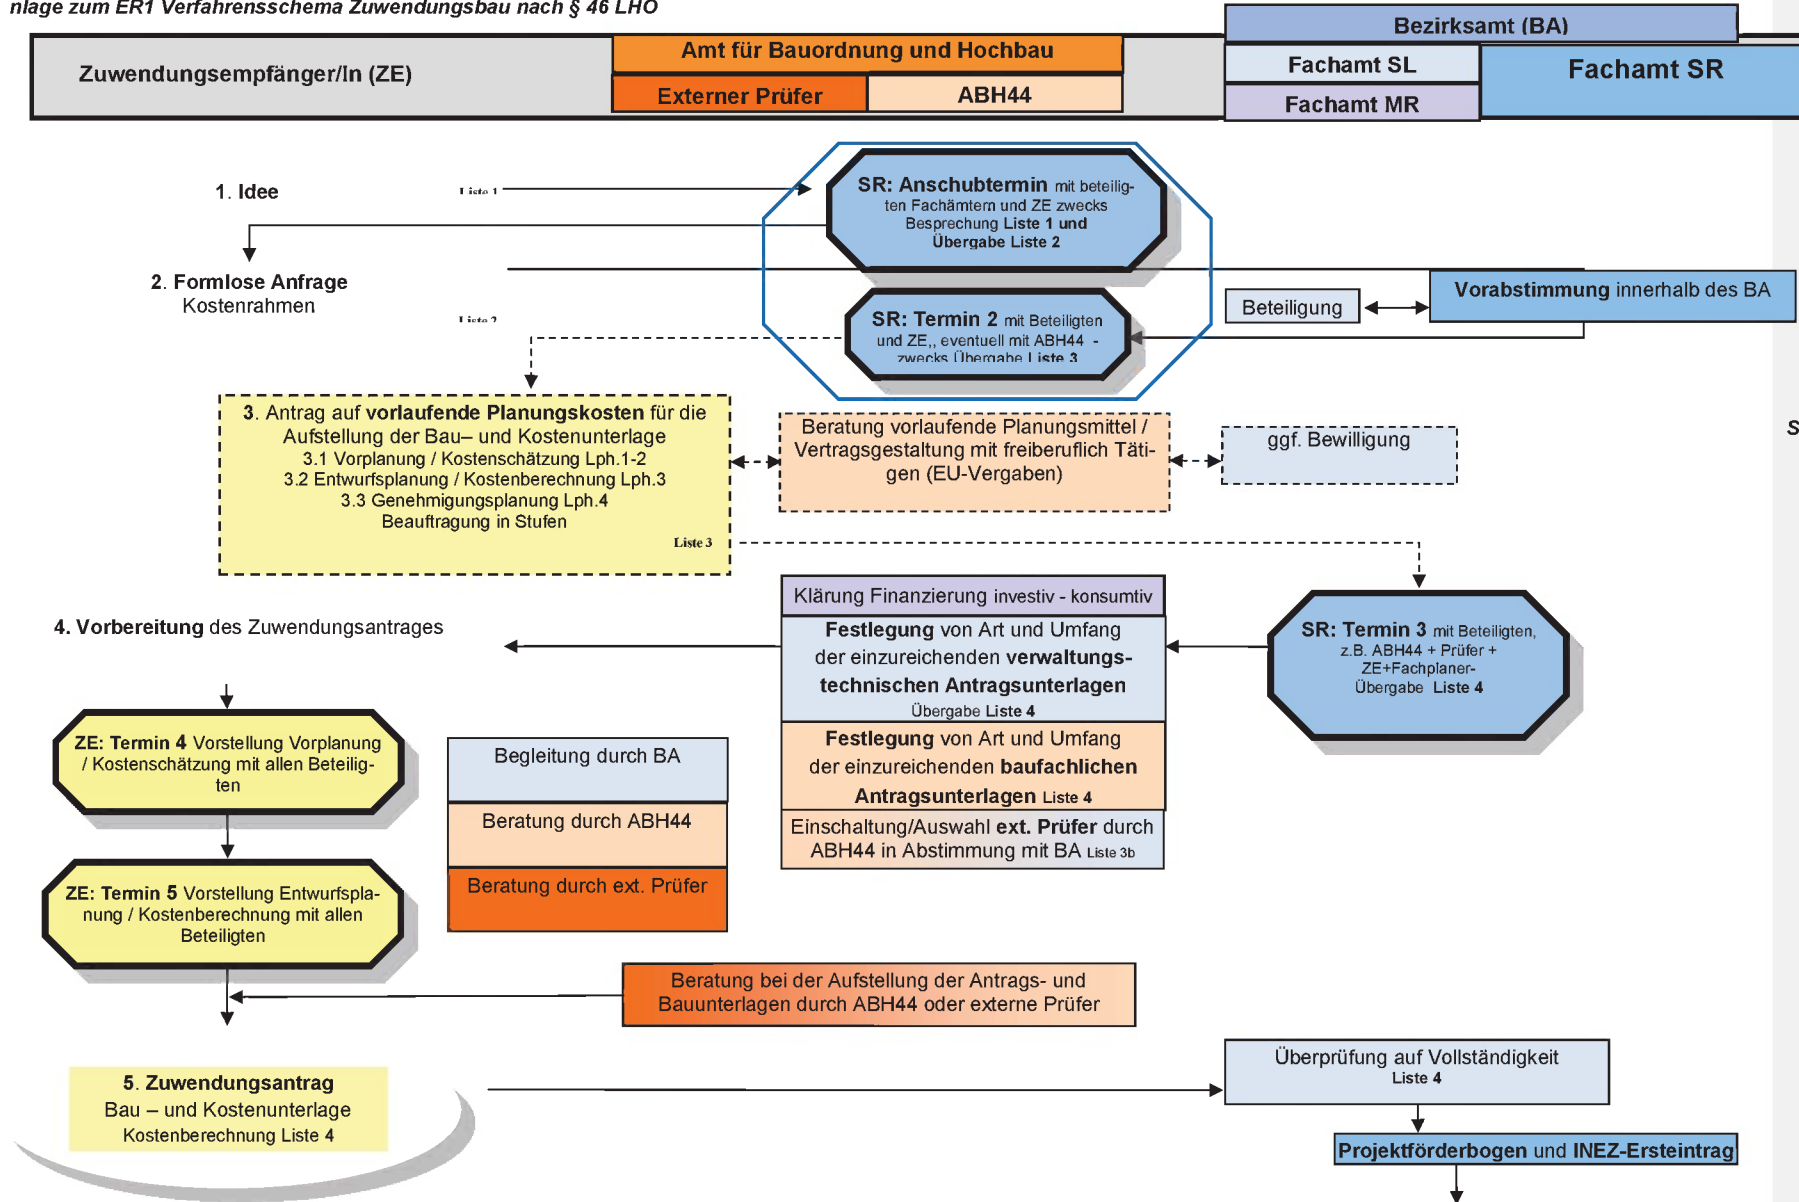 nlage zum ER1 Verfahrensschema Zuwendungsbau nach § 46 LHO
Bezirksamt (BA)
Zuwendungsempfänger/In (ZE)
Amt für Bauordnung und Hochbau
Externer Prüfer
ABH44
Fachamt SL
Fachamt MR
Fachamt SR
1. Idee
Liste 1
SR: Anschubtermin mit beteilig-
ten Fachämtern und ZE zwecks
Besprechung Liste 1 und
Übergabe Liste 2
2. Formlose Anfrage
Kostenrahmen
Liste 2
Beteiligung
Vorabstimmung innerhalb des BA
SR: Termin 2 mit Beteiligten
und ZE,, eventuell mit ABH44 -
zwecks Übergabe Liste 3
3. Antrag auf vorlaufende Planungskosten für die
Aufstellung der Bau– und Kostenunterlage
3.1 Vorplanung / Kostenschätzung Lph.1-2
3.2 Entwurfsplanung / Kostenberechnung Lph.3
3.3 Genehmigungsplanung Lph.4
Beauftragung in Stufen
Liste 3
Beratung vorlaufende Planungsmittel /
Vertragsgestaltung mit freiberuflich Täti-
gen (EU-Vergaben)
ggf. Bewilligung
S
4. Vorbereitung des Zuwendungsantrages
Klärung Finanzierung investiv - konsumtiv
Festlegung von Art und Umfang
der einzureichenden verwaltungs-
technischen Antragsunterlagen
Übergabe Liste 4
Festlegung von Art und Umfang
der einzureichenden baufachlichen
Antragsunterlagen Liste 4
Einschaltung/Auswahl ext. Prüfer durch
ABH44 in Abstimmung mit BA Liste 3b
SR: Termin 3 mit Beteiligten,
z.B. ABH44 + Prüfer +
ZE+Fachplaner-
Übergabe Liste 4
ZE: Termin 4 Vorstellung Vorplanung
/ Kostenschätzung mit allen Beteilig-
ten
Begleitung durch BA
Beratung durch ABH44
Beratung durch ext. Prüfer
ZE: Termin 5 Vorstellung Entwurfspla-
nung / Kostenberechnung mit allen
Beteiligten
Beratung bei der Aufstellung der Antrags- und
Bauunterlagen durch ABH44 oder externe Prüfer
5. Zuwendungsantrag
Bau – und Kostenunterlage
Kostenberechnung Liste 4
Überprüfung auf Vollständigkeit
Liste 4
Projektförderbogen und INEZ-Ersteintrag